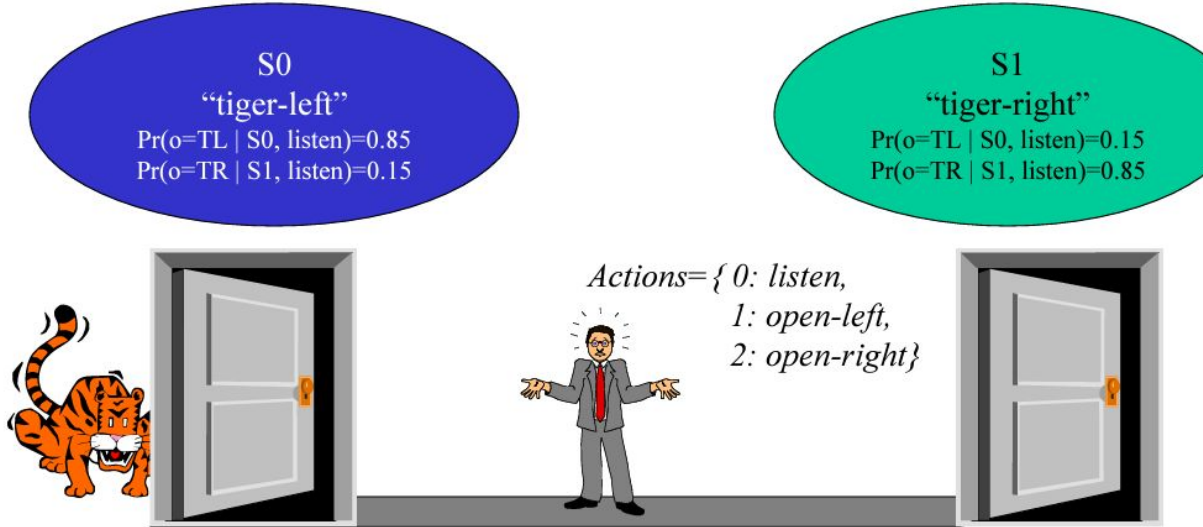 S0
“tiger-left”
Pr(o=TL | S0, listen)=0.85
Pr(o=TR | S1, listen)=0.15
S1
“tiger-right”
Pr(o=TL | S0, listen)=0.15
Pr(o=TR | S1, listen)=0.85
Actions={ 0: listen,
1: open-left,
2: open-right}